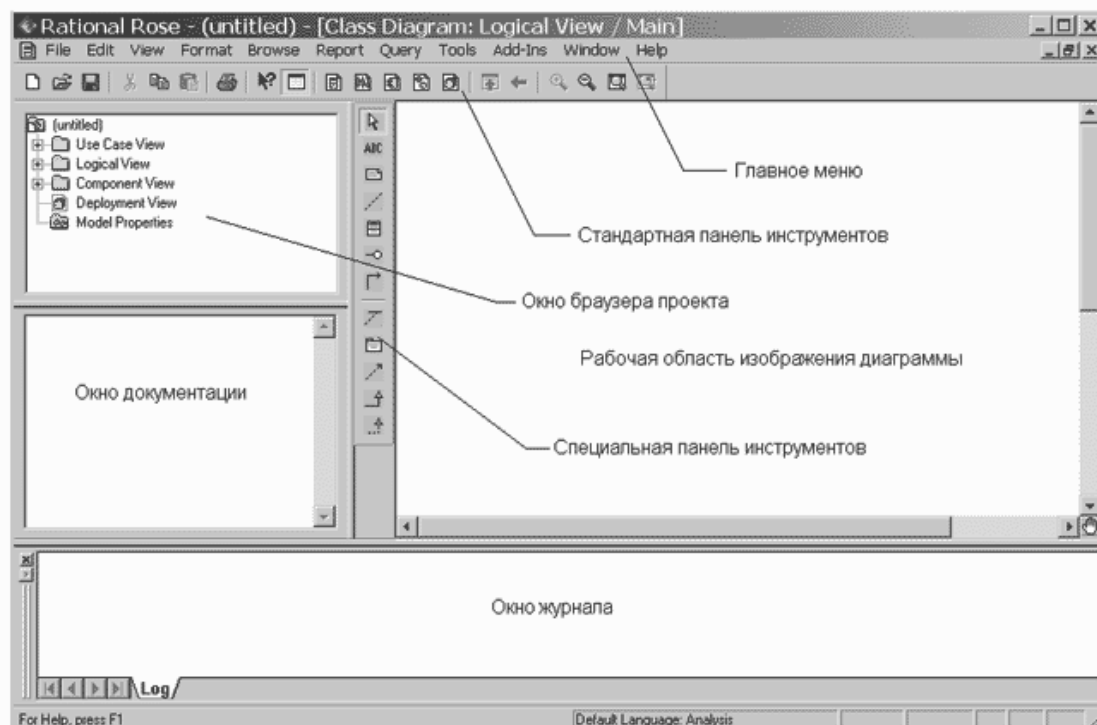 Rational Rose - (untitled) - [Class Diagram: Logical View / Main]
File Edit View Format Browse Report Query Tools Add-Ins Window Help
(untitled)
Use Case View
Logical View
Component View
Deployment View
Model Properties
ABC
Главное меню
Стандартная панель инструментов
Окно браузера проекта
Рабочая область изображения диаграммы
Окно документации
Специальная панель инструментов
Окно журнала
Log
For Help, press F1
Default Language: Analysis